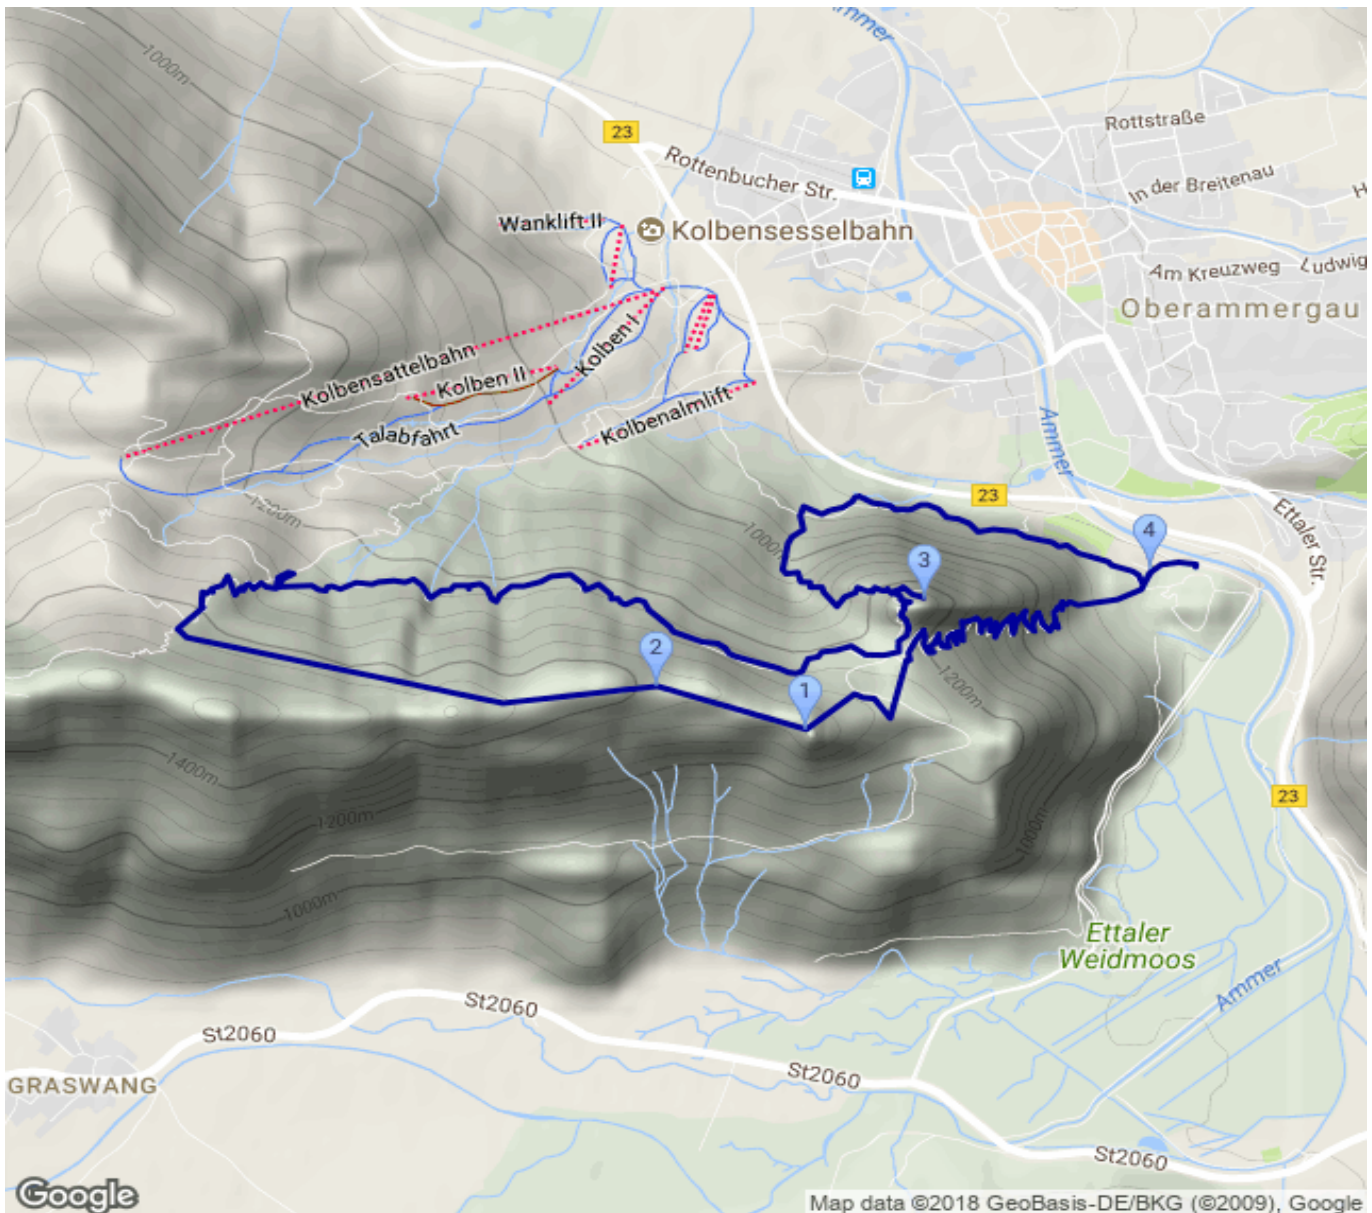 Ammer
1000m
23
Rottstraße
Rottenbucher Str.
In der Breitenau
H
Wanklift II
Kolbensesselbahn
Am Kreuzweg
Ludwig
Oberammergau
Kolben I
Kolbensattelbahn
Kolben II
Kolbenalmlift
Talabfahrt
Ammer
23
1200m
Ettaler Str.
1000m
4
3
2
1
1200m
1400m
23
1200m
1000m
1000m
Ettaler
Weidmoos
Ammer
St2060
St2060
St2060
GRASWANG
St2060
Google
Map data ©2018 GeoBasis-DE/BKG (©2009), Google